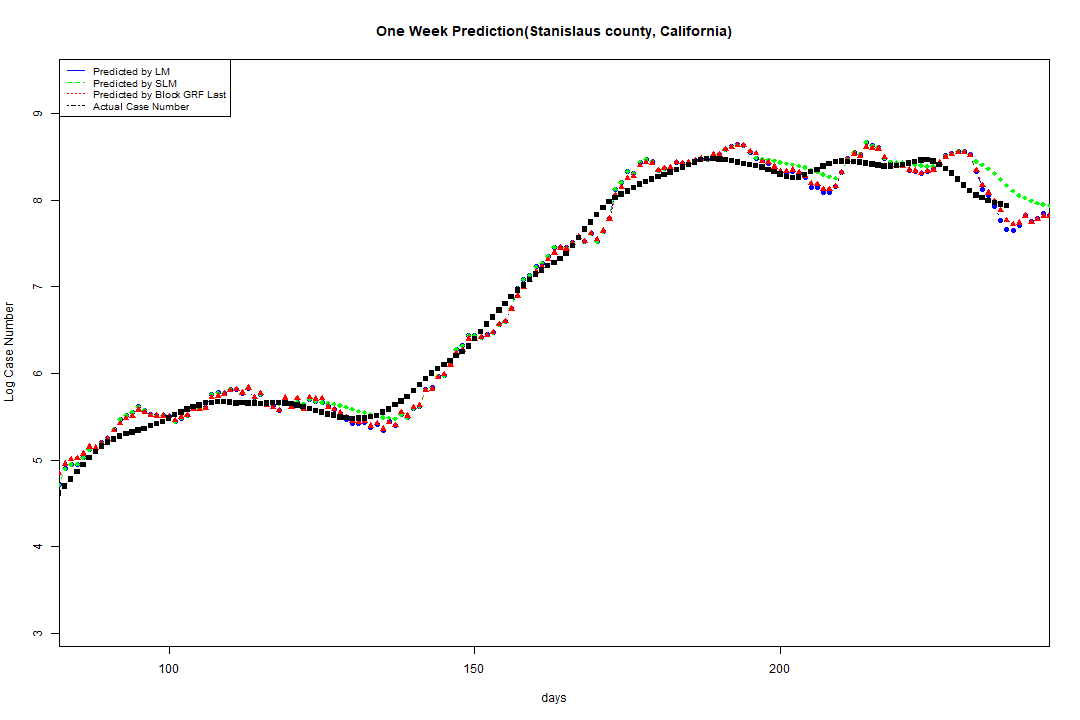 One Week Prediction(Stanislaus county, California)
Predicted by LM
Predicted by SLM
Predicted by Block GRF Last
Actual Case Number
9
8
7
6
5
4
3
Log Case Number
100 150 200
days